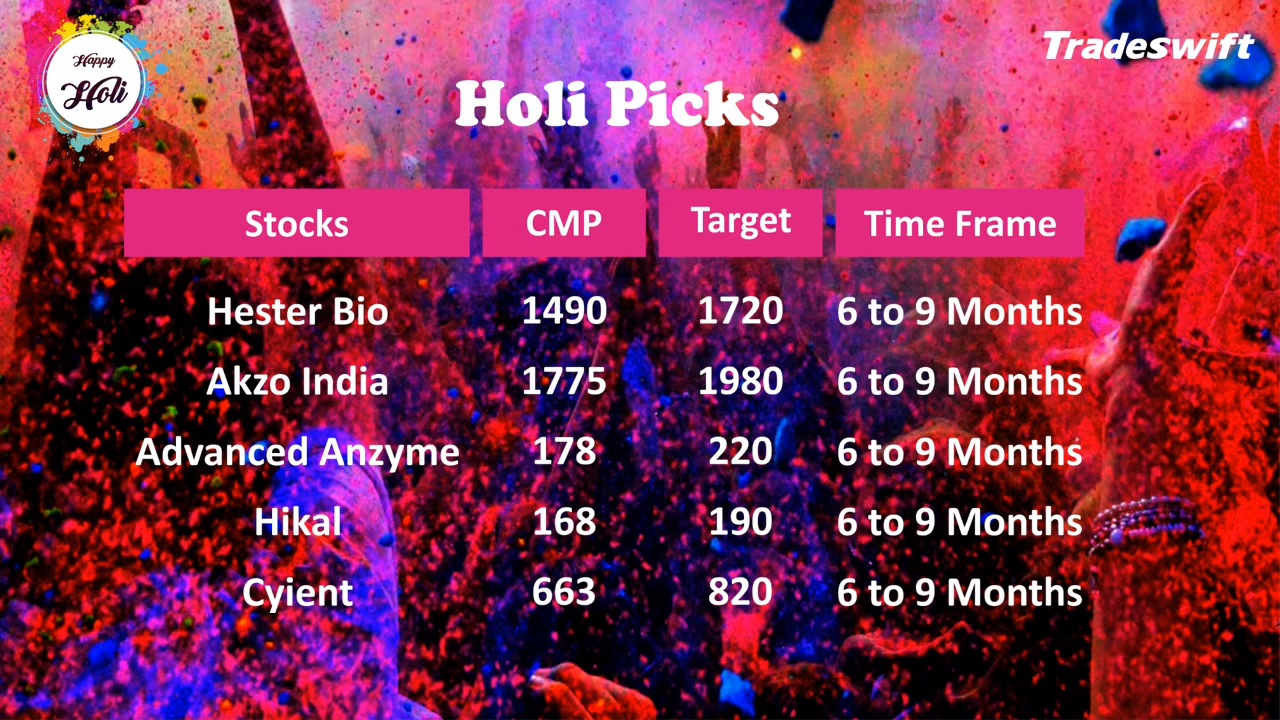 Happy
Holi
Tradeswift
Holi Picks
Stocks CMP Target Time Frame
Hester Bio 1490 1720 6 to 9 Months
Akzo India 1775 1980 6 to 9 Months
Advanced Anzyme 178 220 6 to 9 Months
Hikal 168 190 6 to 9 Months
Cyient 663 820 6 to 9 Months